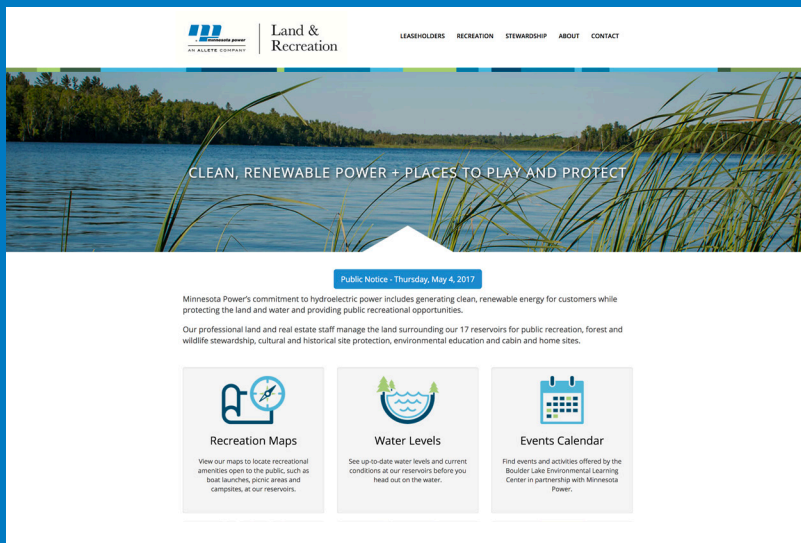 minnesota power
AN ALLETE COMPANY
Land &
Recreation
LEASEHOLDERS RECREATION STEWARDSHIP ABOUT CONTACT
CLEAN, RENEWABLE POWER + PLACES TO PLAY AND PROTECT
Public Notice - Thursday, May 4, 2017
Minnesota Power's commitment to hydroelectric power includes generating clean, renewable energy for customers while
protecting the land and water and providing public recreational opportunities.
Our professional land and real estate staff manage the land surrounding our 17 reservoirs for public recreation, forest and
wildlife stewardship, cultural and historical site protection, environmental education and cabin and home sites.
Recreation Maps
View our maps to locate recreational
amenities open to the public, such as
boat launches, picnic areas and
campsites, at our reservoirs.
Water Levels
See up-to-date water levels and current
conditions at our reservoirs before you
head out on the water.
Events Calendar
Find events and activities offered by the
Boulder Lake Environmental Learning
Center in partnership with Minnesota
Power.